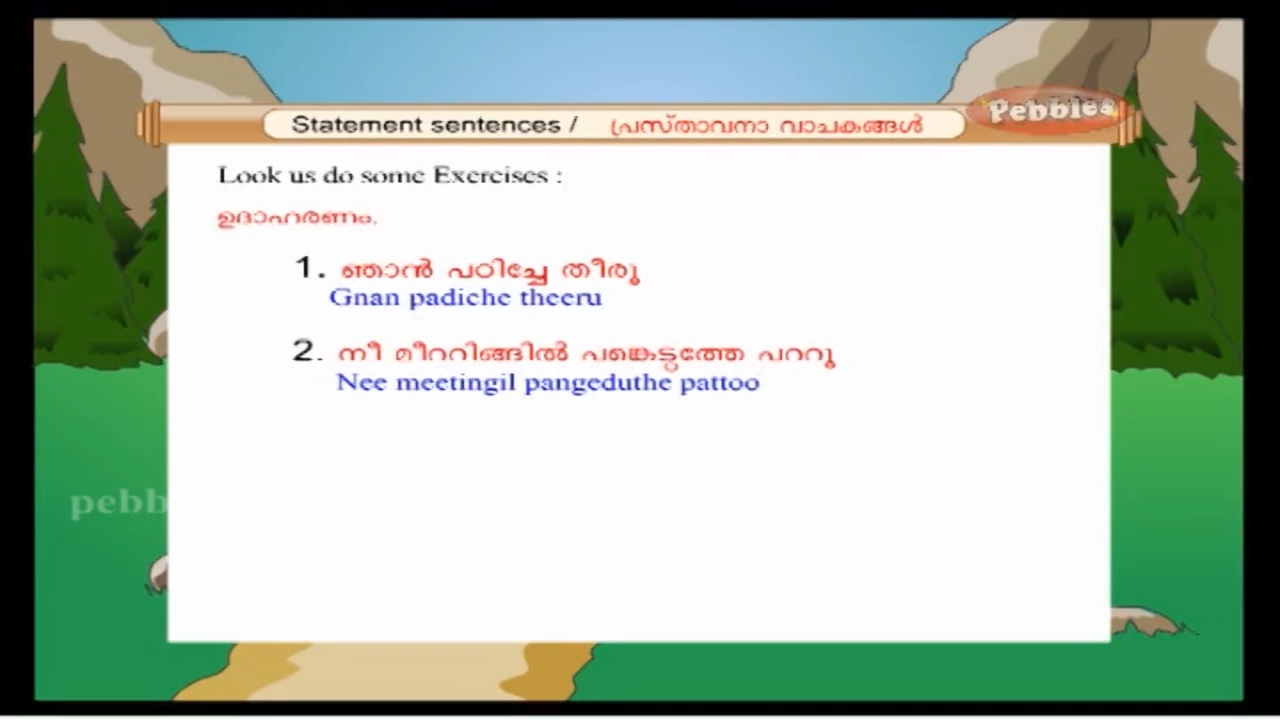 Pebbles
Statement sentences / പ്രസ്താവനാ വാചകങ്ങൾ
Look us do some Exercises :
ഉദാഹരണം.
1. ഞാൻ പഠിച്ചേ തീരു
Gnan padiche theeru
2. നീ മീററിങ്ങിൽ പങ്കെടുത്തേ പററൂ
Nee meetingil pangeduthe pattoo